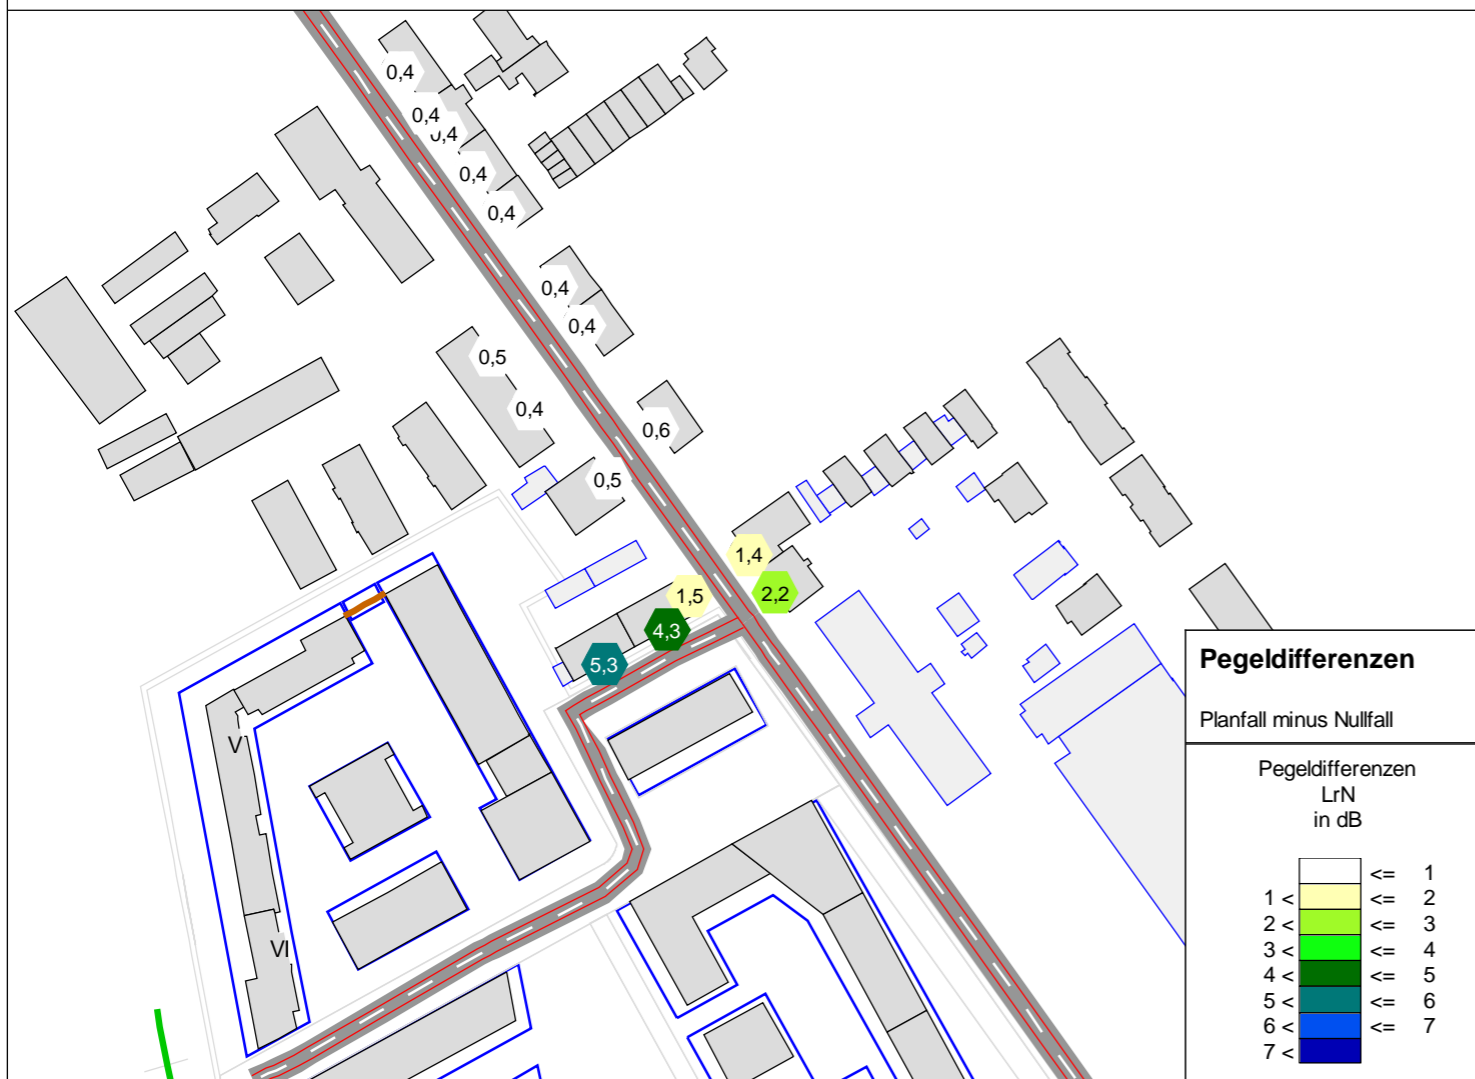 0,4
0,4
0,4
0,4
0,4
0,4
0,4
0,5
0,4
0,6
0,5
1,4
2,2
1,5
4,3
5,3
V
VI
Pegeldifferenzen
Planfall minus Nullfall
Pegeldifferenzen
LrN
in dB
<= 1
1 < <= 2
2 < <= 3
3 < <= 4
4 < <= 5
5 < <= 6
6 < <= 7
7 <